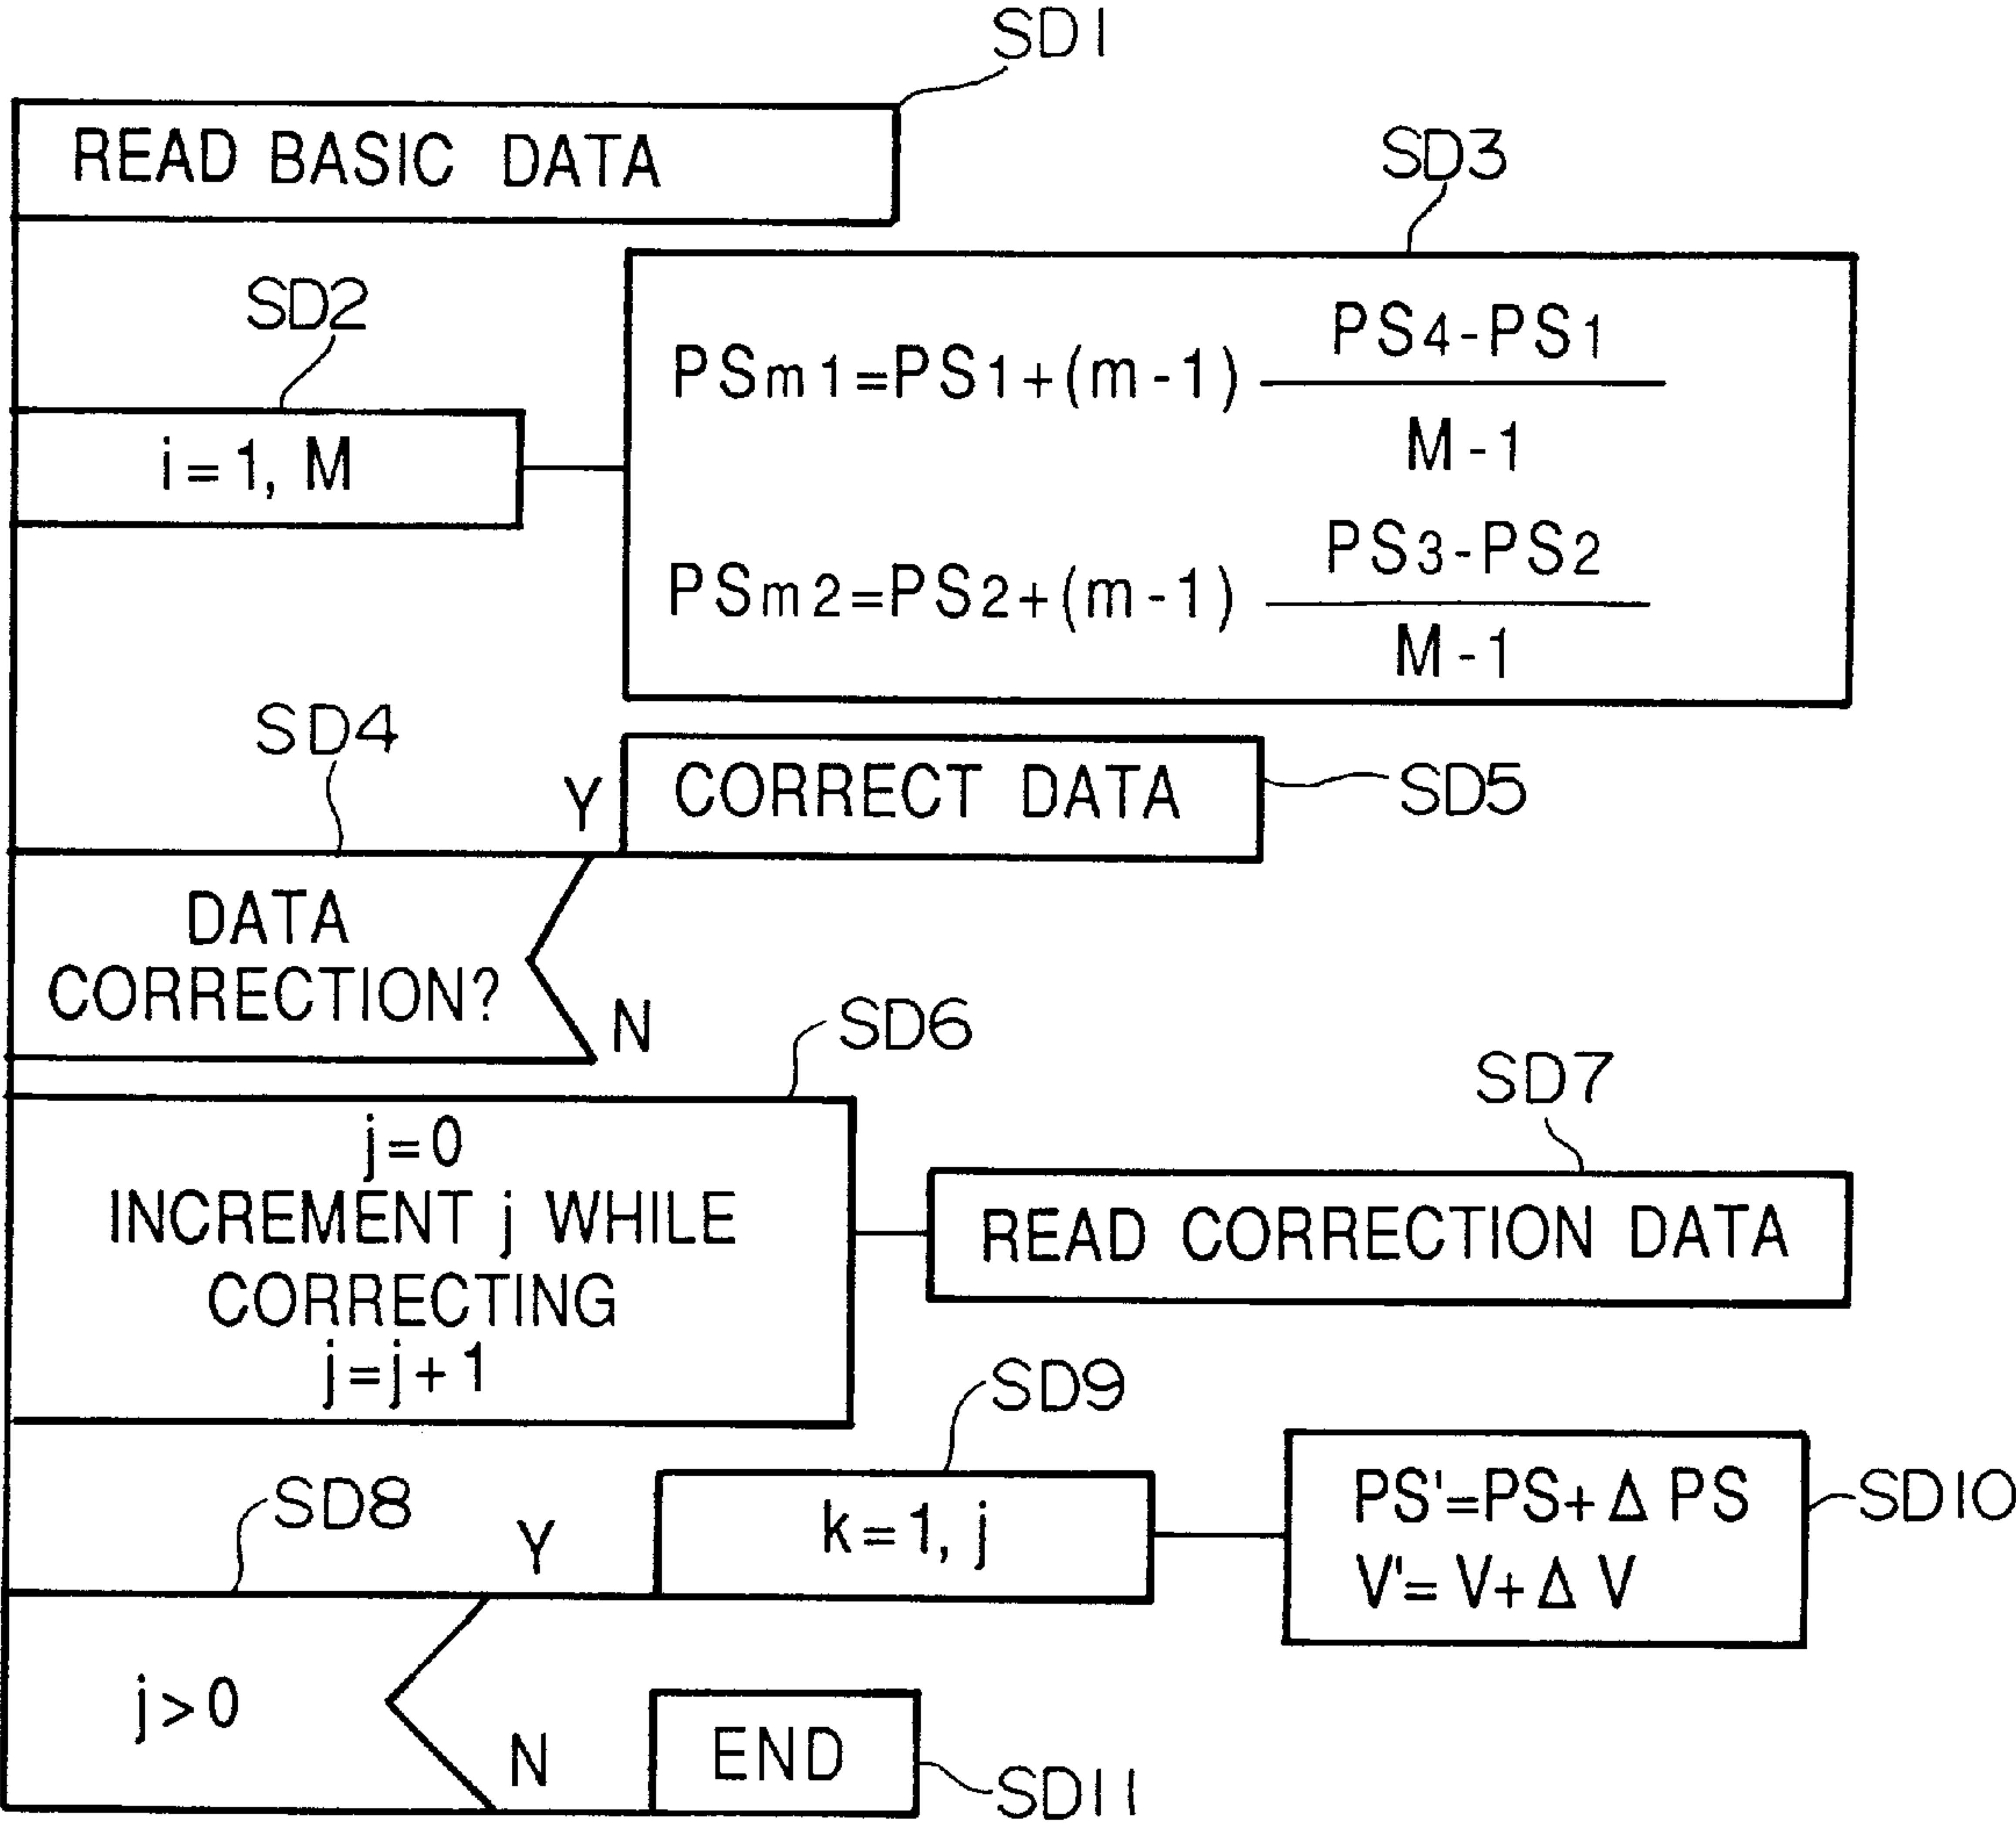 SD1
READ BASIC DATA
SD3
SD2
PS4-PS1
PSm1=PS1+(m-1)
M-1
i=1, M
PS3-PS2
PSm2=PS2+(m-1)
M-1
SD4
Y
CORRECT DATA
SD5
DATA
CORRECTION?
N
SD6
SD7
j=0
INCREMENT j WHILE
CORRECTING
j=j+1
READ CORRECTION DATA
SD9
SD8
Y
k=1, j
PS'=PS+Δ PS
V'= V+Δ V
SD10
j>0
N
END
SD11